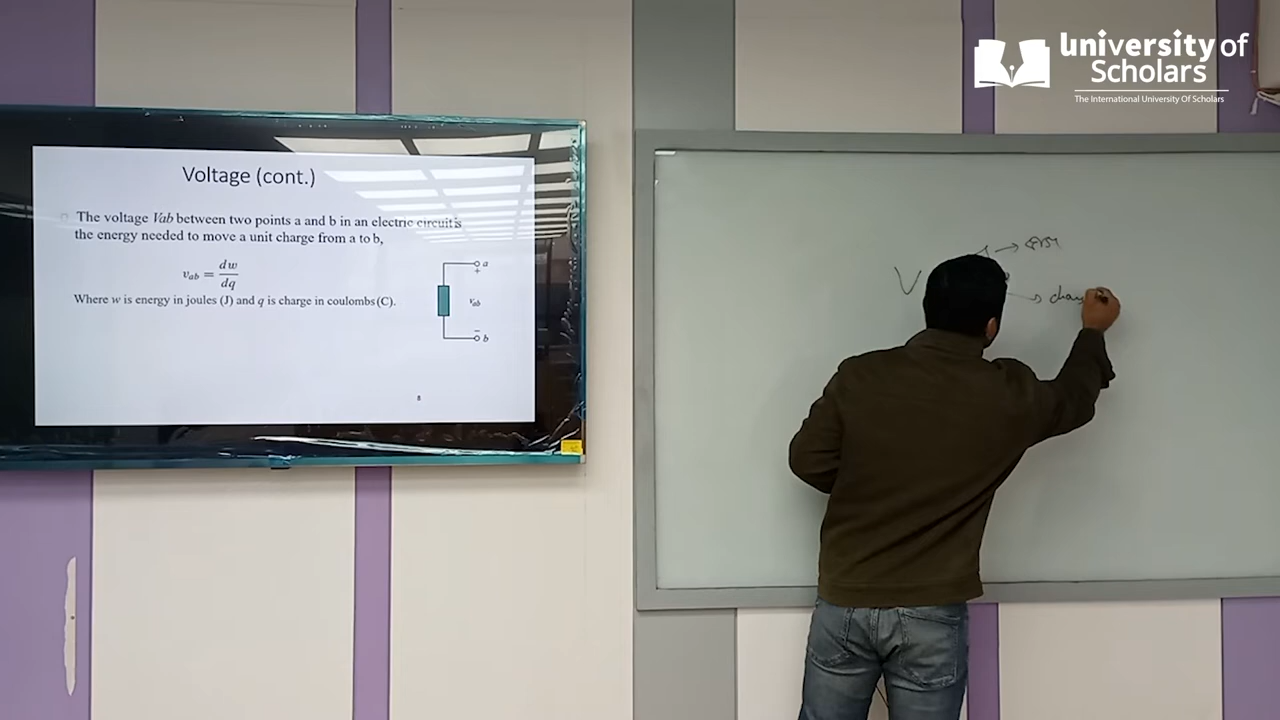 university of
Scholars
The International University Of Scholars
Voltage (cont.)
The voltage Vab between two points a and b in an electric circuit is
the energy needed to move a unit charge from a to b,
v_ab = dw/dq
Where w is energy in joules (J) and q is charge in coulombs (C).
a
+
v_ab
−
b
8
V